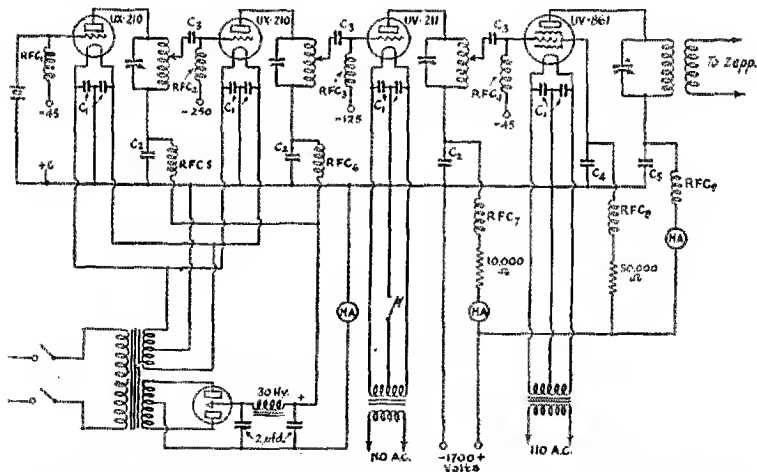 UX-210
UX-210
UV-211
UV-861
C3
C3
C3
RFC1
RFC2
RFC3
RFC4
-45
-250
-125
-45
C1
C1
C1
C1
To Zepp.
+C
C2
RFC5
C2
RFC6
C2
C4
C5
RFC9
RFC7
RFC8
MA
10,000
Ω
50,000
Ω
MA
MA
30 Hy.
+
2 µfd.
110 A.C.
-1700+
Volts
110 A.C.